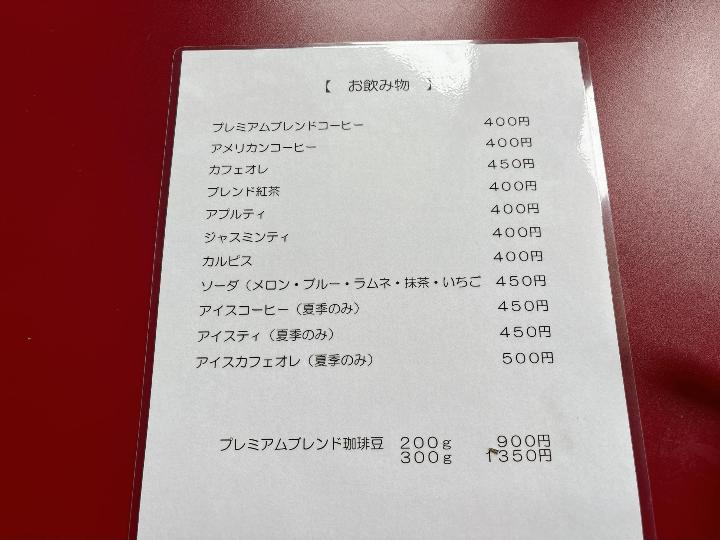 【 お飲み物 】
プレミアムブレンドコーヒー 400円
アメリカンコーヒー 400円
カフェオレ 450円
ブレンド紅茶 400円
アプルティ 400円
ジャスミンティ 400円
カルピス 400円
ソーダ（メロン・ブルー・ラムネ・抹茶・いちご 450円
アイスコーヒー（夏季のみ） 450円
アイスティ（夏季のみ） 450円
アイスカフェオレ（夏季のみ） 500円
プレミアムブレンド珈琲豆 200g 900円
300g 1350円